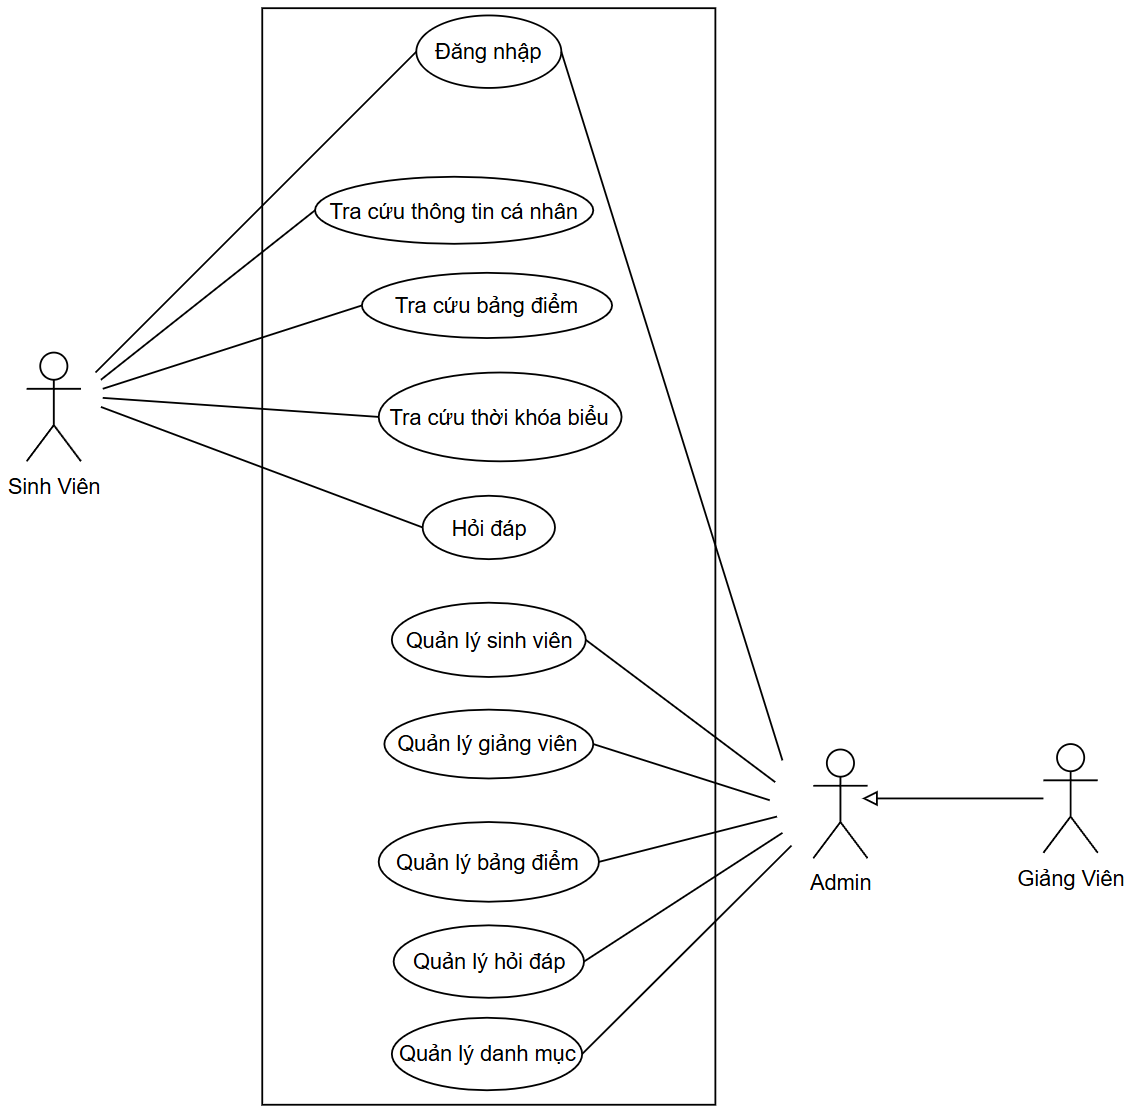 Đăng nhập
Tra cứu thông tin cá nhân
Tra cứu bảng điểm
Tra cứu thời khóa biểu
Sinh Viên
Hỏi đáp
Quản lý sinh viên
Quản lý giảng viên
Quản lý bảng điểm
Admin
Giảng Viên
Quản lý hỏi đáp
Quản lý danh mục